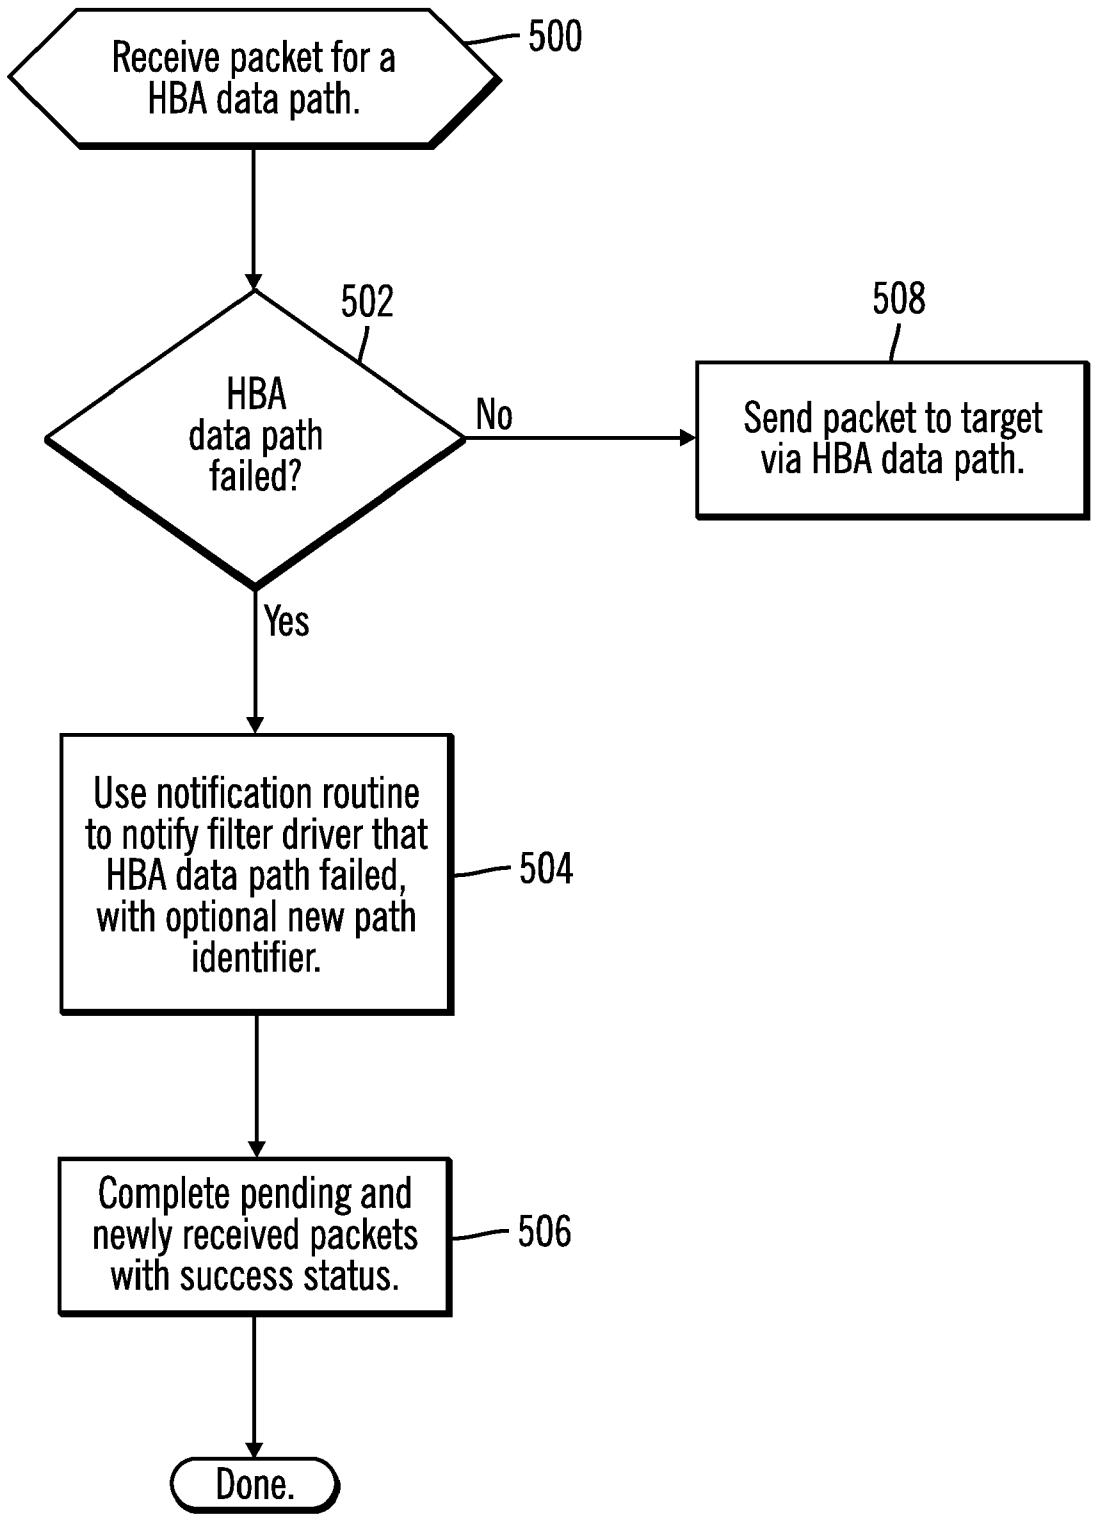 Receive packet for a
HBA data path.
500
502
HBA
data path
failed?
No
508
Send packet to target
via HBA data path.
Yes
Use notification routine
to notify filter driver that
HBA data path failed,
with optional new path
identifier.
504
Complete pending and
newly received packets
with success status.
506
Done.